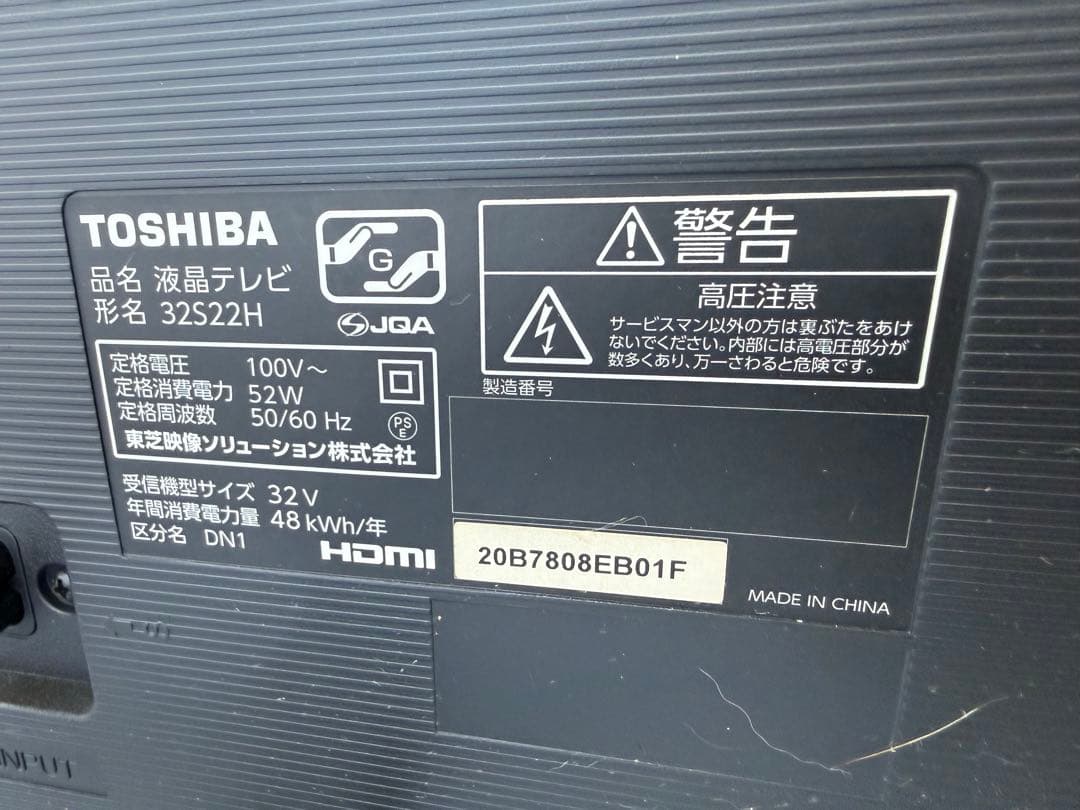 TOSHIBA
品名 液晶テレビ
形名 32S22H
G
JQA
定格電圧 100V～
定格消費電力 52W
定格周波数 50/60 Hz
PS
E
東芝映像ソリューション株式会社
受信機型サイズ 32V
年間消費電力量 48kWh/年
区分名 DN1
HDMI
警告
高圧注意
サービスマン以外の方は裏ぶたをあけ
ないでください。内部には高電圧部分が
数多くあり、万一さわると危険です。
製造番号
20B7808EB01F
MADE IN CHINA
INPUT